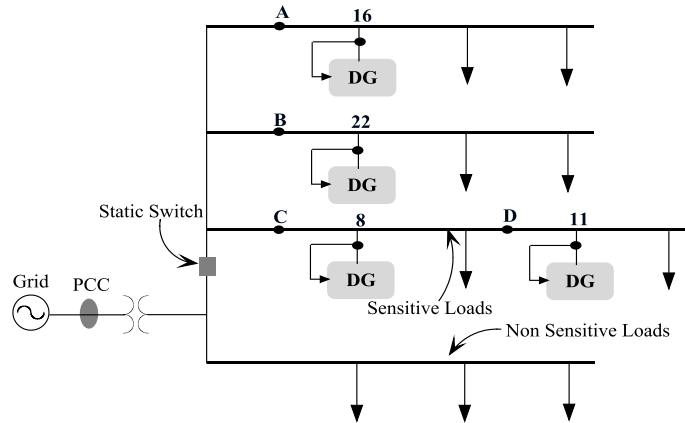 A 16
DG
B 22
DG
Static Switch
C 8 D 11
DG DG
Grid PCC
Sensitive Loads
Non Sensitive Loads